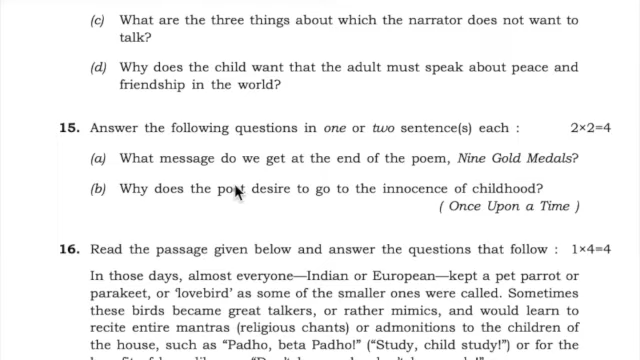 (c) What are the three things about which the narrator does not want to
talk?
(d) Why does the child want that the adult must speak about peace and
friendship in the world?
15. Answer the following questions in one or two sentence(s) each : 2×2=4
(a) What message do we get at the end of the poem, Nine Gold Medals?
(b) Why does the poet desire to go to the innocence of childhood?
( Once Upon a Time )
16. Read the passage given below and answer the questions that follow : 1×4=4
In those days, almost everyone—Indian or European—kept a pet parrot or
parakeet, or ‘lovebird’ as some of the smaller ones were called. Sometimes
these birds became great talkers, or rather mimics, and would learn to
recite entire mantras (religious chants) or admonitions to the children of
the house, such as “Padho, beta Padho!” (“Study, child study!”) or for the